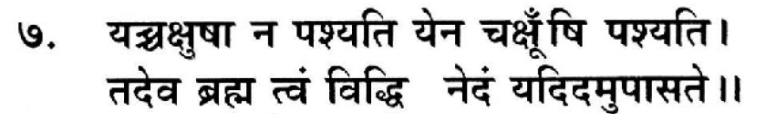 ७. यच्चक्षुषा न पश्यति येन चक्षूँषि पश्यति।
तदेव ब्रह्म त्वं विद्धि नेदं यदिदमुपासते॥